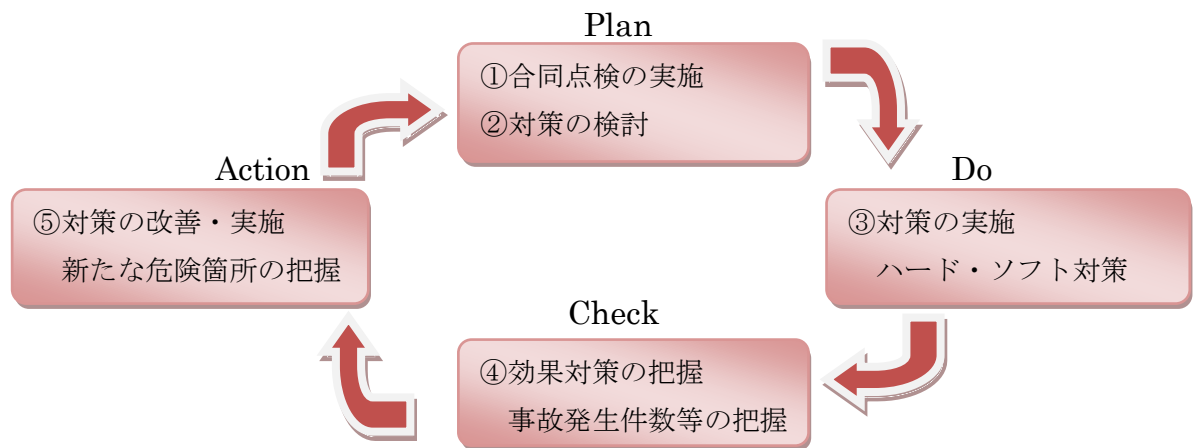 Plan
①合同点検の実施
②対策の検討
Do
③対策の実施
ハード・ソフト対策
Check
④効果対策の把握
事故発生件数等の把握
Action
⑤対策の改善・実施
新たな危険箇所の把握